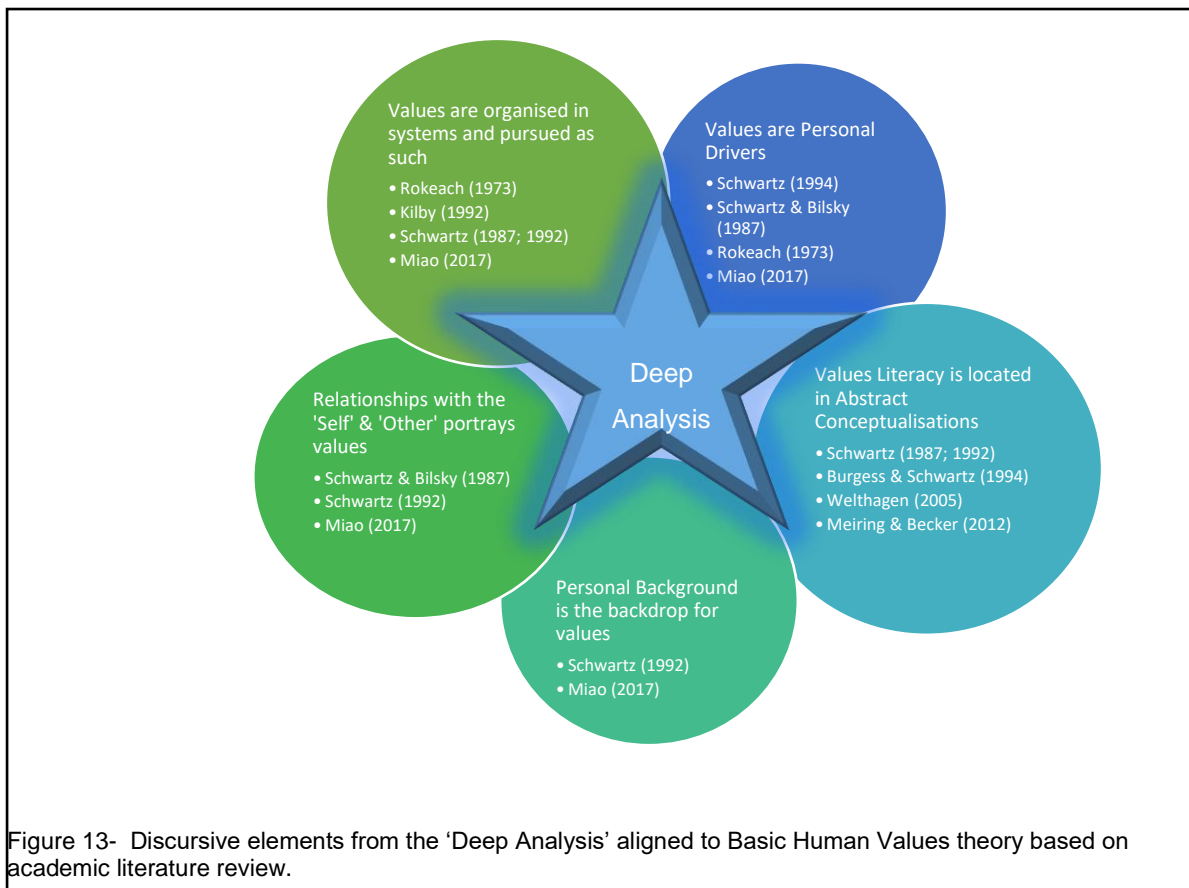 Values are organised in
systems and pursued as
such
• Rokeach (1973)
• Kilby (1992)
• Schwartz (1987; 1992)
• Miao (2017)
Values are Personal
Drivers
• Schwartz (1994)
• Schwartz & Bilsky
(1987)
• Rokeach (1973)
• Miao (2017)
Deep
Analysis
Values Literacy is located
in Abstract
Conceptualisations
• Schwartz (1987; 1992)
• Burgess & Schwartz (1994)
• Welthagen (2005)
• Meiring & Becker (2012)
Relationships with the
'Self' & 'Other' portrays
values
• Schwartz & Bilsky (1987)
• Schwartz (1992)
• Miao (2017)
Personal Background
is the backdrop for
values
• Schwartz (1992)
• Miao (2017)
Figure 13-  Discursive elements from the ‘Deep Analysis’ aligned to Basic Human Values theory based on
academic literature review.